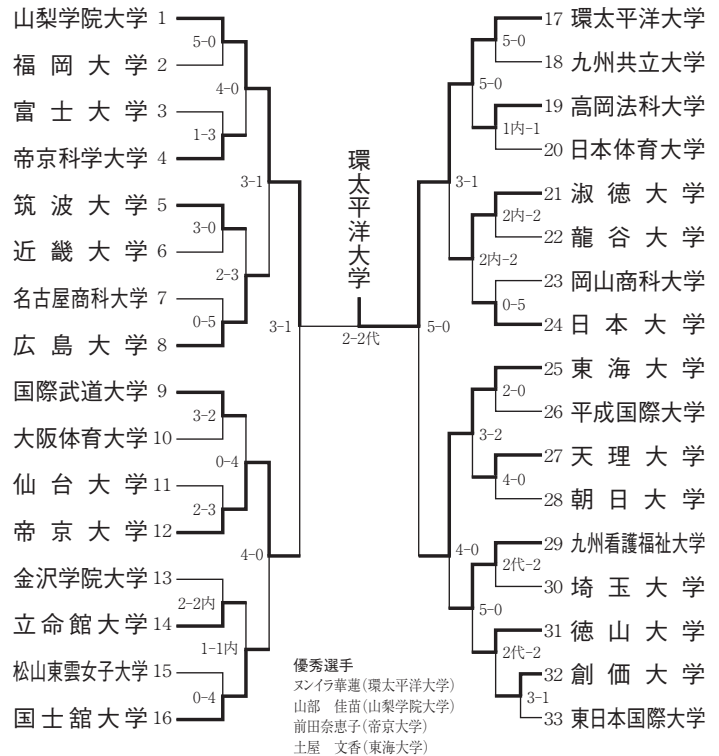 山梨学院大学 1
5-0
福岡大学 2
4-0
富士大学 3
1-3
帝京科学大学 4
3-1
筑波大学 5
3-0
近畿大学 6
2-3
名古屋商科大学 7
0-5
広島大学 8
3-1
国際武道大学 9
3-2
大阪体育大学 10
0-4
仙台大学 11
2-3
帝京大学 12
4-0
金沢学院大学 13
2-2内
立命館大学 14
1-1内
松山東雲女子大学 15
0-4
国士舘大学 16
環太平洋大学
2-2代
17 環太平洋大学
5-0
18 九州共立大学
5-0
19 高岡法科大学
1内-1
20 日本体育大学
3-1
21 淑徳大学
2内-2
22 龍谷大学
2内-2
23 岡山商科大学
0-5
24 日本大学
5-0
25 東海大学
2-0
26 平成国際大学
3-2
27 天理大学
4-0
28 朝日大学
4-0
29 九州看護福祉大学
2代-2
30 埼玉大学
5-0
31 徳山大学
2代-2
32 創価大学
3-1
33 東日本国際大学
優秀選手
ヌンイラ華蓮(環太平洋大学)
山部 佳苗(山梨学院大学)
前田奈恵子(帝京大学)
土屋 文香(東海大学)